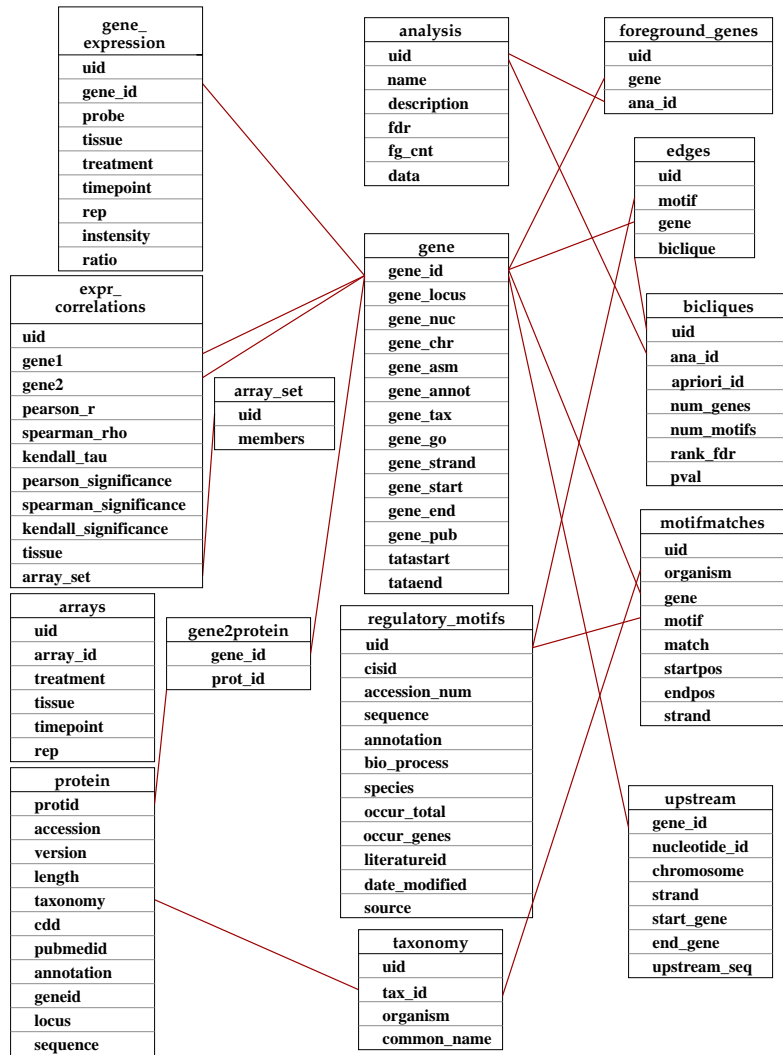 gene_
expression
uid
gene_id
probe
tissue
treatment
timepoint
rep
instensity
ratio
expr_
correlations
uid
gene1
gene2
pearson_r
spearman_rho
kendall_tau
pearson_significance
spearman_significance
kendall_significance
tissue
array_set
arrays
uid
array_id
treatment
tissue
timepoint
rep
protein
protid
accession
version
length
taxonomy
cdd
pubmedid
annotation
geneid
locus
sequence
array_set
uid
members
gene2protein
gene_id
prot_id
analysis
uid
name
description
fdr
fg_cnt
data
gene
gene_id
gene_locus
gene_nuc
gene_chr
gene_asm
gene_annot
gene_tax
gene_go
gene_strand
gene_start
gene_end
gene_pub
tatastart
tataend
regulatory_motifs
uid
cisid
accession_num
sequence
annotation
bio_process
species
occur_total
occur_genes
literatureid
date_modified
source
taxonomy
uid
tax_id
organism
common_name
foreground_genes
uid
gene
ana_id
edges
uid
motif
gene
biclique
bicliques
uid
ana_id
apriori_id
num_genes
num_motifs
rank_fdr
pval
motifmatches
uid
organism
gene
motif
match
startpos
endpos
strand
upstream
gene_id
nucleotide_id
chromosome
strand
start_gene
end_gene
upstream_seq